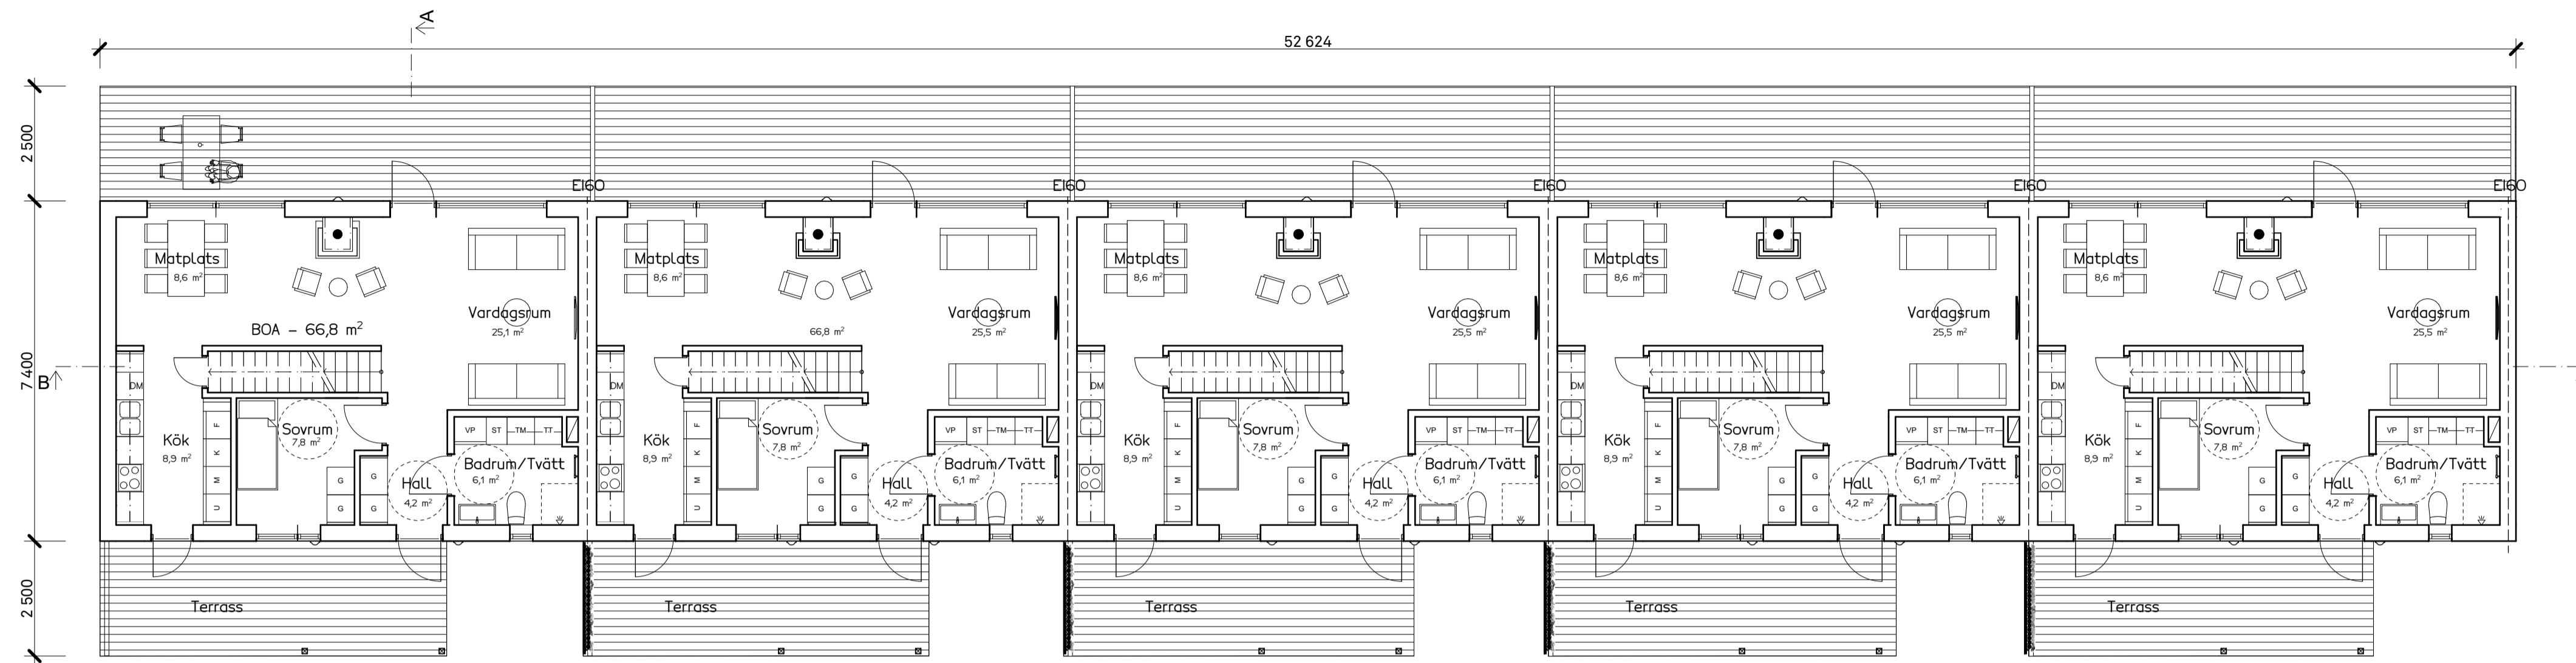 A
52 624
2 500
EI60 EI60 EI60 EI60 EI60
Matplats Matplats Matplats Matplats Matplats
8,6 m² 8,6 m² 8,6 m² 8,6 m² 8,6 m²
Vardagsrum Vardagsrum Vardagsrum Vardagsrum Vardagsrum
BOA – 66,8 m² 25,1 m² 66,8 m² 25,5 m² 25,5 m² 25,5 m² 25,5 m²
7 400
B
DM DM DM DM DM
F F F F F
Sovrum VP ST TM TT Sovrum VP ST TM TT Sovrum VP ST TM TT Sovrum VP ST TM TT Sovrum VP ST TM TT
Kök 7,8 m² Kök 7,8 m² Kök 7,8 m² Kök 7,8 m² Kök 7,8 m²
8,9 m² K 8,9 m² K 8,9 m² K 8,9 m² K 8,9 m² K
Badrum/Tvätt Badrum/Tvätt Badrum/Tvätt Badrum/Tvätt Badrum/Tvätt
M G G Hall 6,1 m² M G G Hall 6,1 m² M G G Hall 6,1 m² M G G Hall 6,1 m² M G G Hall 6,1 m²
4,2 m² 4,2 m² 4,2 m² 4,2 m² 4,2 m²
U G G U G G U G G U G G U G G
2 500
Terrass Terrass Terrass Terrass Terrass